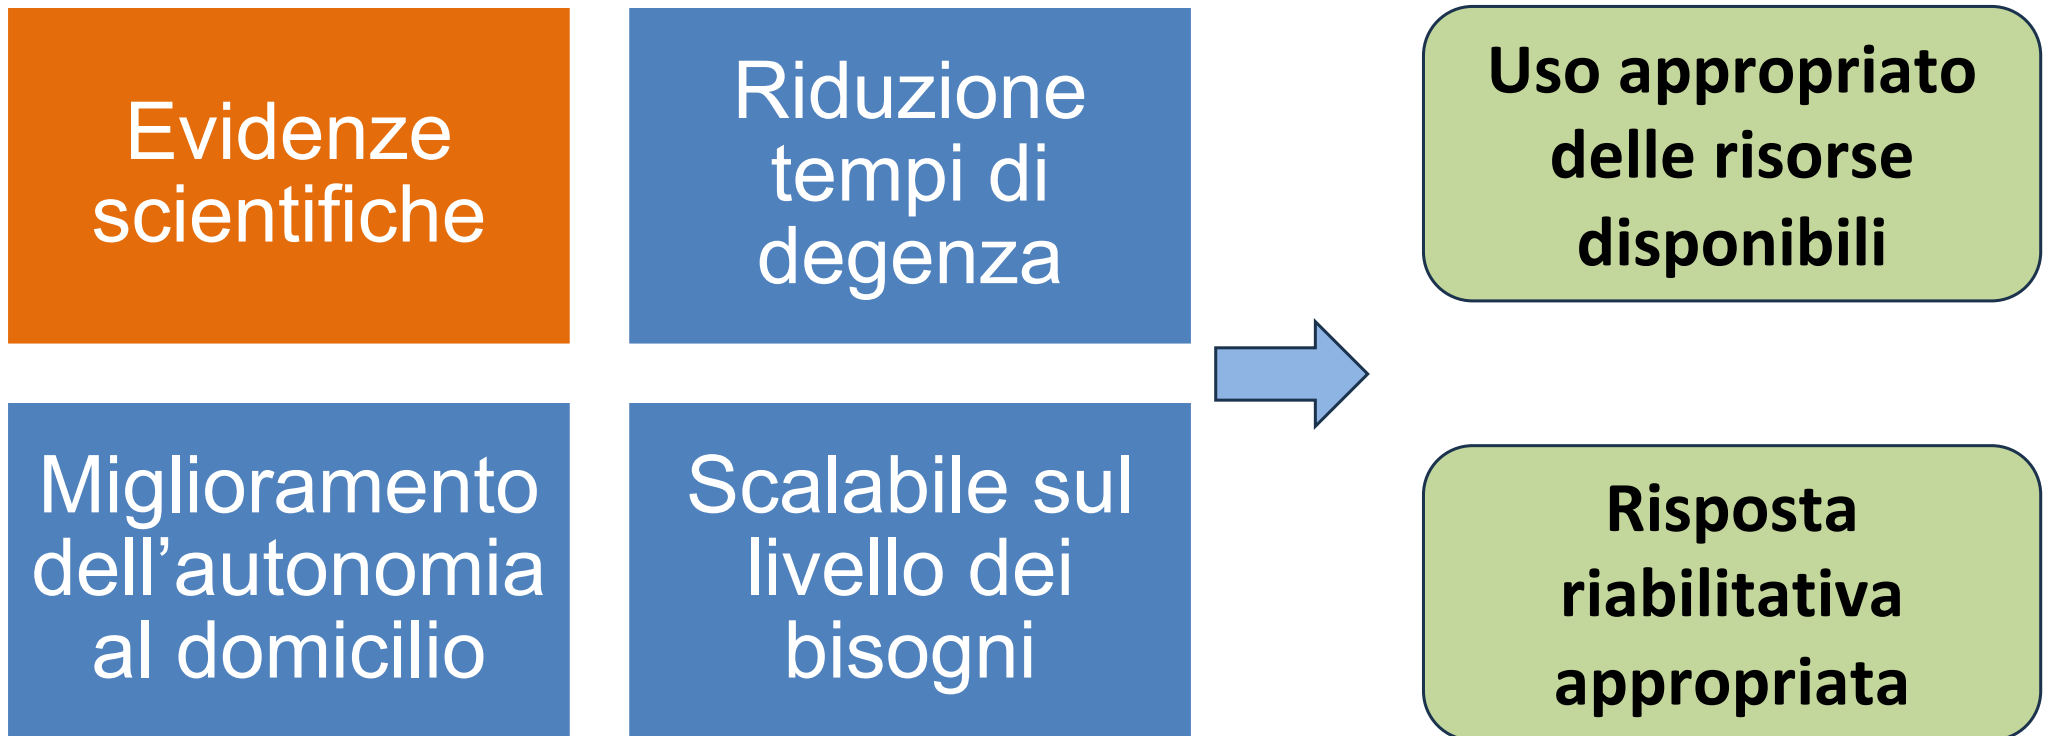 Evidenze
scientifiche
Riduzione
tempi di
degenza
Uso appropriato
delle risorse
disponibili
Miglioramento
dell’autonomia
al domicilio
Scalabile sul
livello dei
bisogni
Risposta
riabilitativa
appropriata